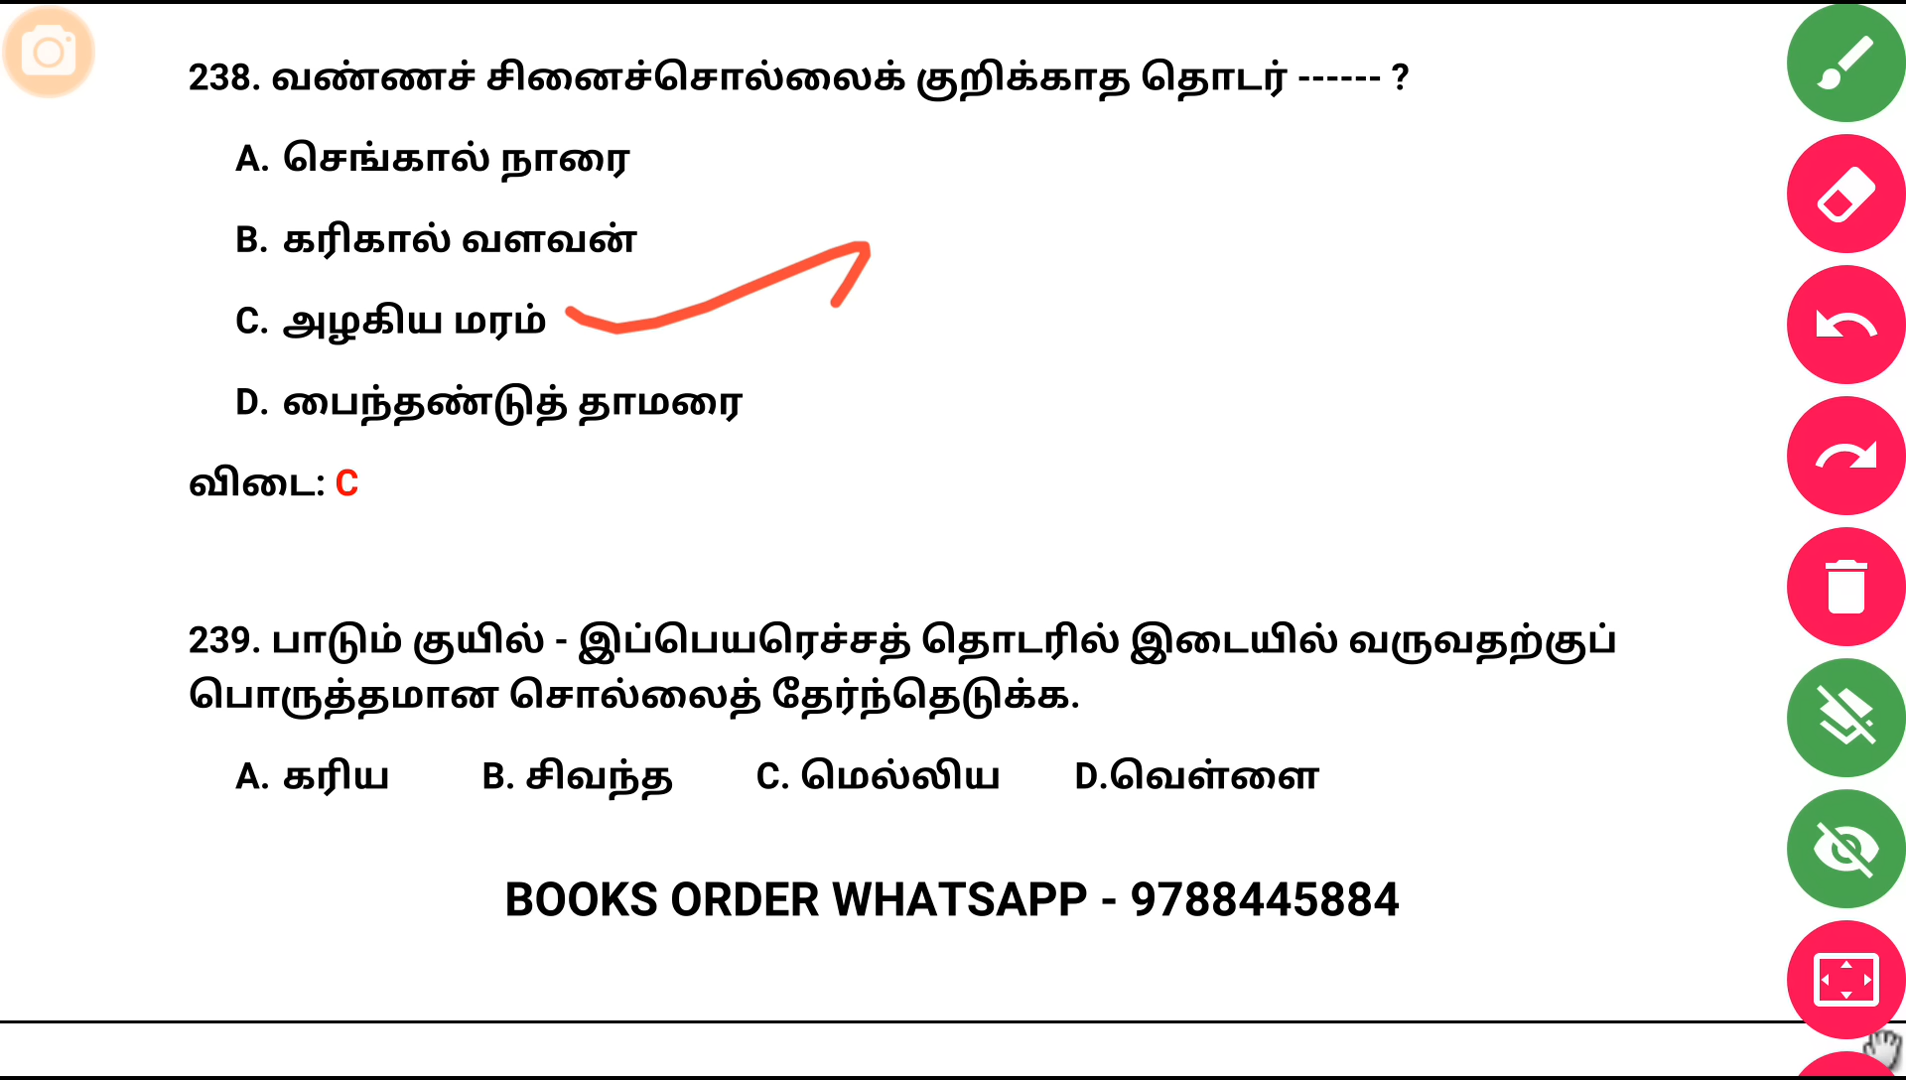 238. வண்ணச் சினைச்சொல்லைக் குறிக்காத தொடர் ------ ?
A. செங்கால் நாரை
B. கரிகால் வளவன்
C. அழகிய மரம்
D. பைந்தண்டுத் தாமரை
விடை: C
239. பாடும் குயில் - இப்பெயரெச்சத் தொடரில் இடையில் வருவதற்குப்
பொருத்தமான சொல்லைத் தேர்ந்தெடுக்க.
A. கரிய B. சிவந்த C. மெல்லிய D.வெள்ளை
BOOKS ORDER WHATSAPP - 9788445884